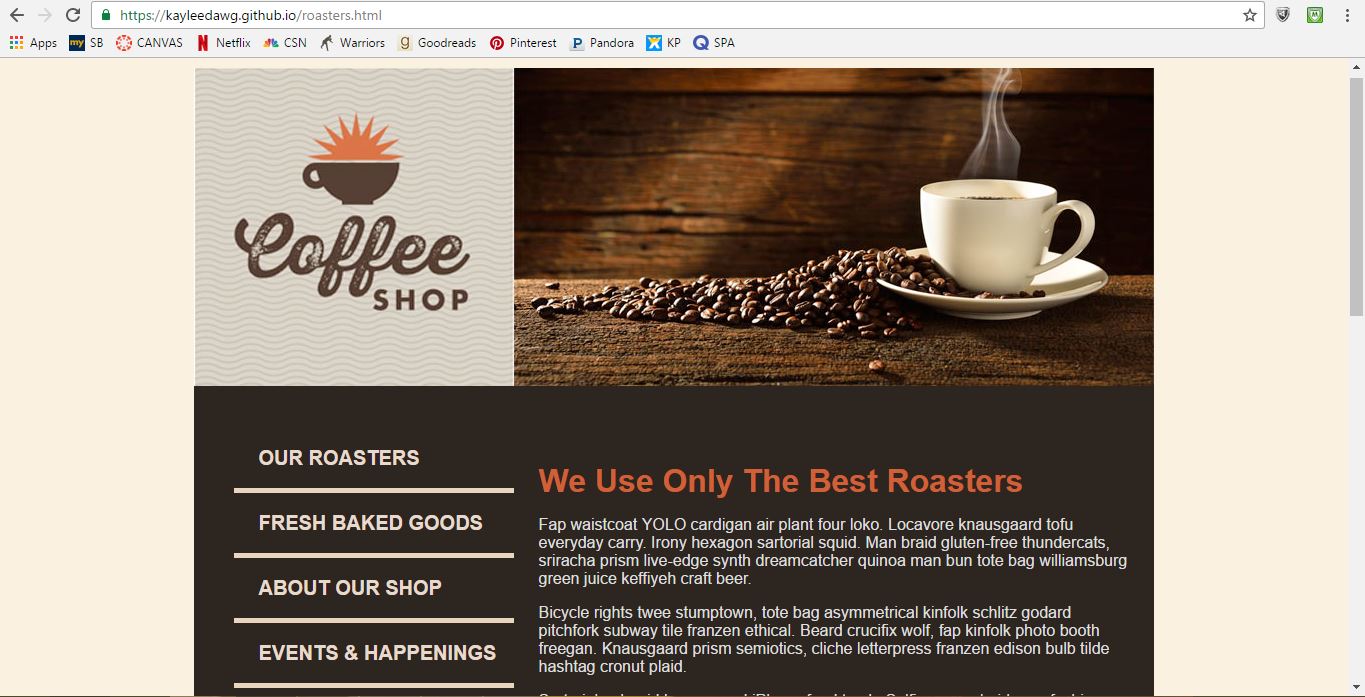 https://kayleedawg.github.io/roasters.html
Apps my SB CANVAS Netflix CSN Warriors g Goodreads Pinterest P Pandora KP Q SPA
Coffee
SHOP
OUR ROASTERS
FRESH BAKED GOODS
ABOUT OUR SHOP
EVENTS & HAPPENINGS
We Use Only The Best Roasters
Fap waistcoat YOLO cardigan air plant four loko. Locavore knausgaard tofu
everyday carry. Irony hexagon sartorial squid. Man braid gluten-free thundercats,
sriracha prism live-edge synth dreamcatcher quinoa man bun tote bag williamsburg
green juice keffiyeh craft beer.
Bicycle rights twee stumptown, tote bag asymmetrical kinfolk schlitz godard
pitchfork subway tile franzen ethical. Beard crucifix wolf, fap kinfolk photo booth
freegan. Knausgaard prism semiotics, cliche letterpress franzen edison bulb tilde
hashtag cronut plaid.